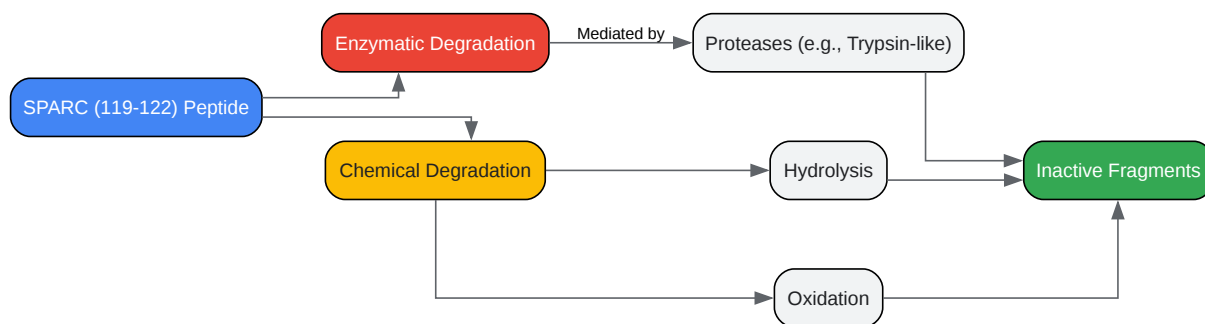 Enzymatic Degradation
Mediated by
Proteases (e.g., Trypsin-like)
SPARC (119-122) Peptide
Chemical Degradation
Hydrolysis
Inactive Fragments
Oxidation